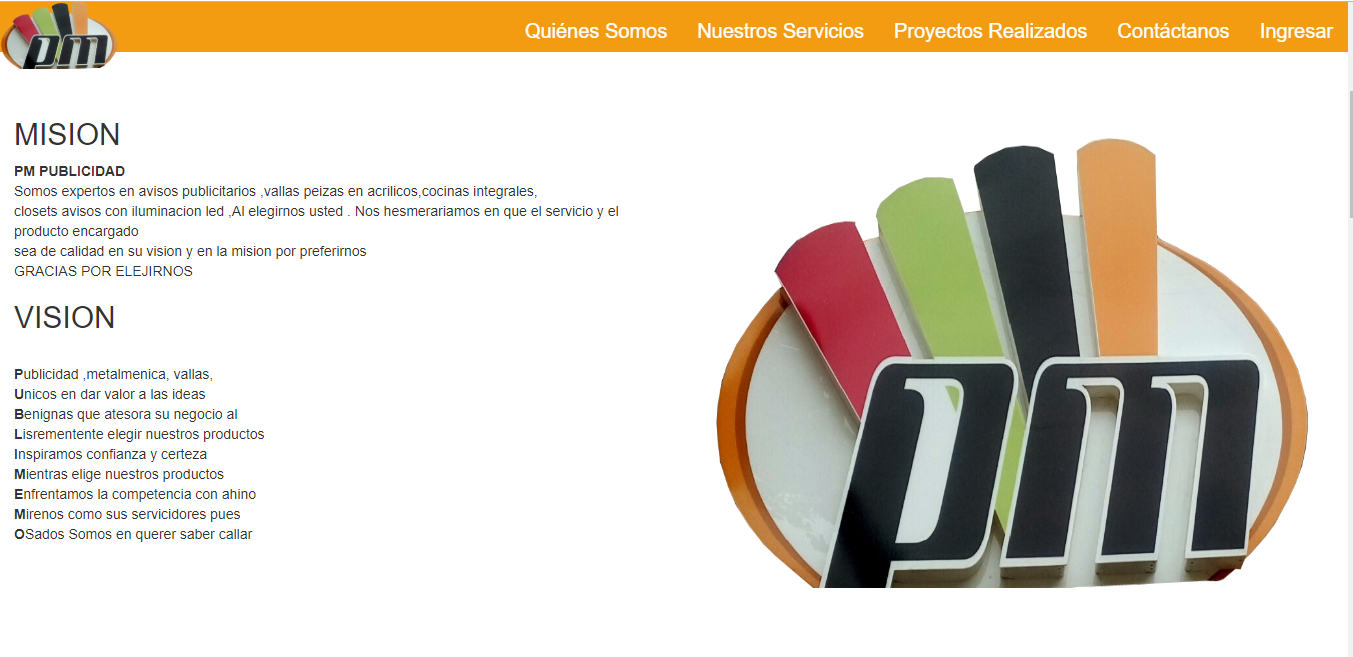 pm
Quiénes Somos
Nuestros Servicios
Proyectos Realizados
Contáctanos
Ingresar
MISION
PM PUBLICIDAD
Somos expertos en avisos publicitarios ,vallas peizas en acrilicos,cocinas integrales,
closets avisos con iluminacion led ,Al elegirnos usted . Nos hesmerariamos en que el servicio y el
producto encargado
sea de calidad en su vision y en la mision por preferirnos
GRACIAS POR ELEJIRNOS
VISION
Publicidad ,metalmenica, vallas,
Unicos en dar valor a las ideas
Benignas que atesora su negocio al
Lisrementente elegir nuestros productos
Inspiramos confianza y certeza
Mientras elige nuestros productos
Enfrentamos la competencia con ahino
Mirenos como sus servicidores pues
OSados Somos en querer saber callar
pm